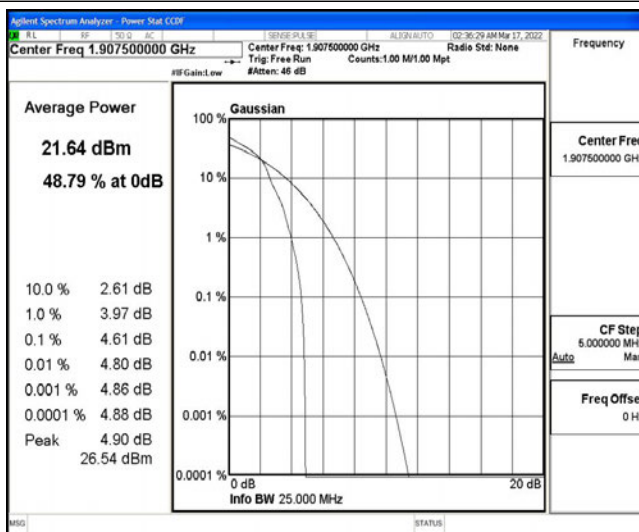 Agilent Spectrum Analyzer - Power Stat CCDF
RL RF 50 Ω AC SENSE:PULSE ALIGN AUTO 02:36:29 AM Mar 17, 2022
Center Freq 1.907500000 GHz
Center Freq: 1.907500000 GHz Radio Std: None
Trig: Free Run Counts:1.00 M/1.00 Mpt
#IFGain:Low #Atten: 46 dB
Frequency
Average Power
21.64 dBm
48.79 % at 0dB
10.0 % 2.61 dB
1.0 % 3.97 dB
0.1 % 4.61 dB
0.01 % 4.80 dB
0.001 % 4.86 dB
0.0001 % 4.88 dB
Peak 4.90 dB
26.54 dBm
Gaussian
100 %
10 %
1 %
0.1 %
0.01 %
0.001 %
0.0001 %
0 dB 20 dB
Info BW 25.000 MHz
Center Freq
1.907500000 GH
CF Step
5.000000 MH
Auto Ma
Freq Offse
0 H
MSG STATUS